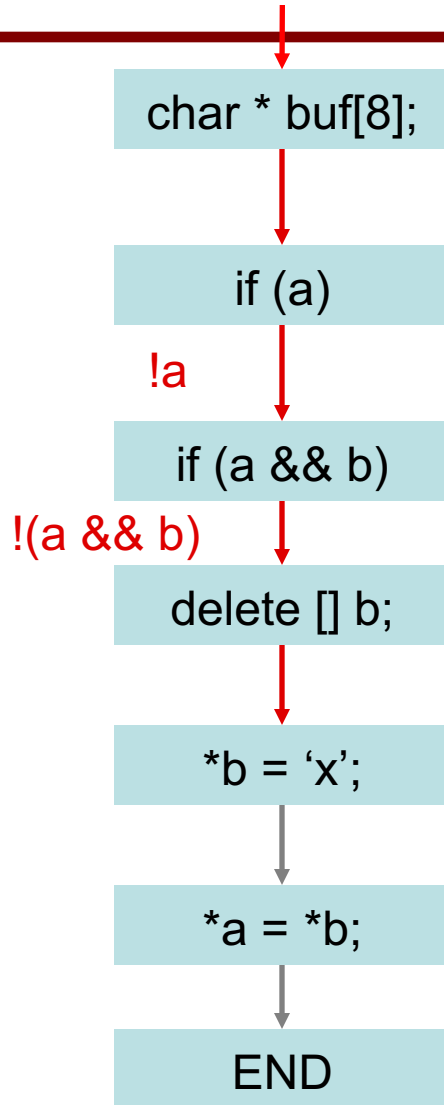 char * buf[8];
if (a)
!a
if (a && b)
!(a && b)
delete [] b;
*b = ‘x’;
*a = *b;
END